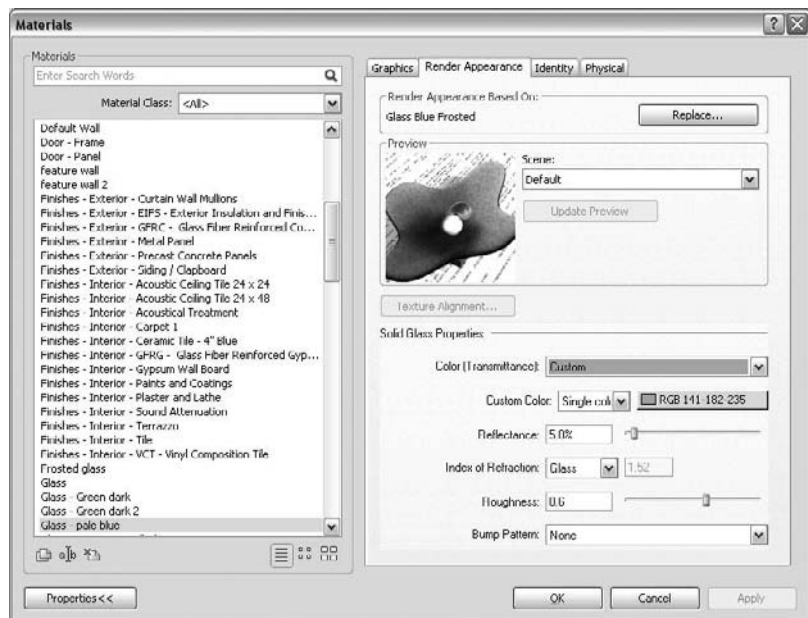 Materials
Materials
Enter Search Words
Material Class: <All>
Default Wall
Door - Frame
Door - Panel
feature wall
feature wall 2
Finishes - Exterior - Curtain Wall Mullions
Finishes - Exterior - EIFS - Exterior Insulation and Finis...
Finishes - Exterior - GFRC - Glass Fiber Reinforced Co...
Finishes - Exterior - Metal Panel
Finishes - Exterior - Precast Concrete Panels
Finishes - Exterior - Siding / Clapboard
Finishes - Interior - Acoustic Ceiling Tile 24 x 24
Finishes - Interior - Acoustic Ceiling Tile 24 x 48
Finishes - Interior - Acoustical Treatment
Finishes - Interior - Carpet 1
Finishes - Interior - Ceramic Tile - 4" Blue
Finishes - Interior - GFRG - Glass Fiber Reinforced Gyp...
Finishes - Interior - Gypsum Wall Board
Finishes - Interior - Paints and Coatings
Finishes - Interior - Plaster and Lathe
Finishes - Interior - Sound Attenuation
Finishes - Interior - Terrazzo
Finishes - Interior - Tile
Finishes - Interior - VCT - Vinyl Composition Tile
Frosted glass
Glass
Glass - Green dark
Glass - Green dark 2
Glass - pale blue
Properties<<
Graphics Render Appearance Identity Physical
Render Appearance Based On:
Glass Blue Frosted Replace...
Preview
Scene:
Default
Update Preview
Texture Alignment...
Solid Glass Properties
Color (Transmittance): Custom
Custom Color: Single col RGB 141-182-235
Reflectance: 5.0%
Index of Refraction: Glass 1.52
Roughness: 0.6
Bump Pattern: None
OK Cancel Apply